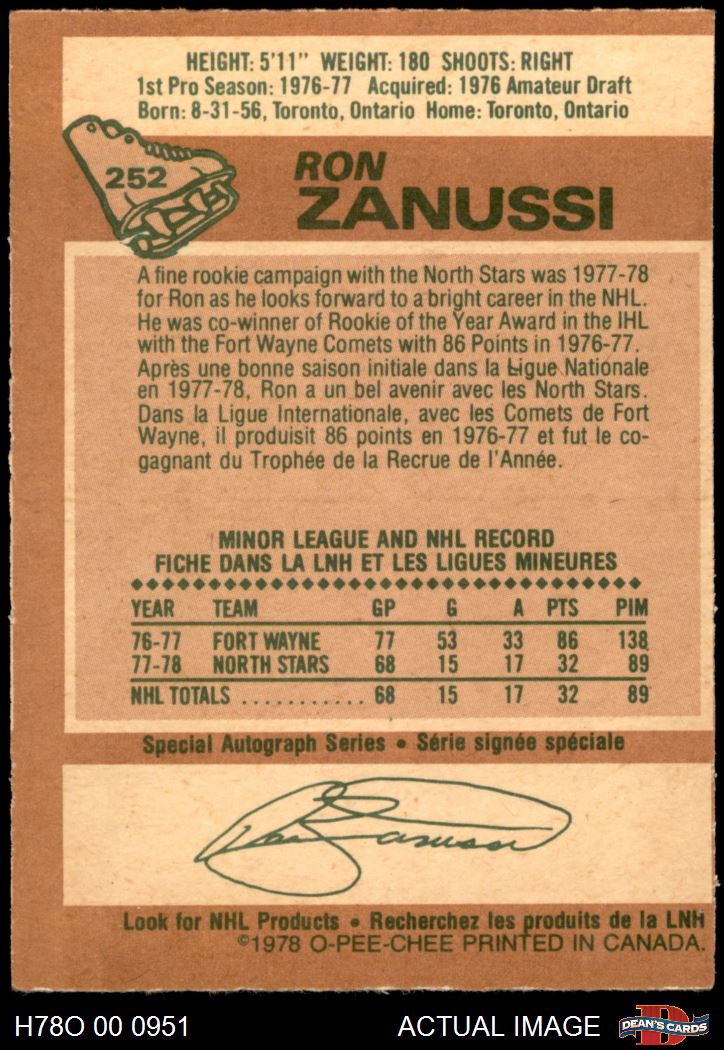 HEIGHT: 5'11" WEIGHT: 180 SHOOTS: RIGHT
1st Pro Season: 1976-77 Acquired: 1976 Amateur Draft
Born: 8-31-56, Toronto, Ontario Home: Toronto, Ontario
252
RON
ZANUSSI
A fine rookie campaign with the North Stars was 1977-78
for Ron as he looks forward to a bright career in the NHL.
He was co-winner of Rookie of the Year Award in the IHL
with the Fort Wayne Comets with 86 Points in 1976-77.
Après une bonne saison initiale dans la Ligue Nationale
en 1977-78, Ron a un bel avenir avec les North Stars.
Dans la Ligue Internationale, avec les Comets de Fort
Wayne, il produisit 86 points en 1976-77 et fut le co-
gagnant du Trophée de la Recrue de l'Année.
MINOR LEAGUE AND NHL RECORD
FICHE DANS LA LNH ET LES LIGUES MINEURES
YEAR TEAM GP G A PTS PIM
76-77 FORT WAYNE 77 53 33 86 138
77-78 NORTH STARS 68 15 17 32 89
NHL TOTALS ........... 68 15 17 32 89
Special Autograph Series • Série signée spéciale
Ron Zanussi
Look for NHL Products • Recherchez les produits de la LNH
©1978 O-PEE-CHEE PRINTED IN CANADA.
H78O 00 0951 ACTUAL IMAGE D DEAN'S CARDS